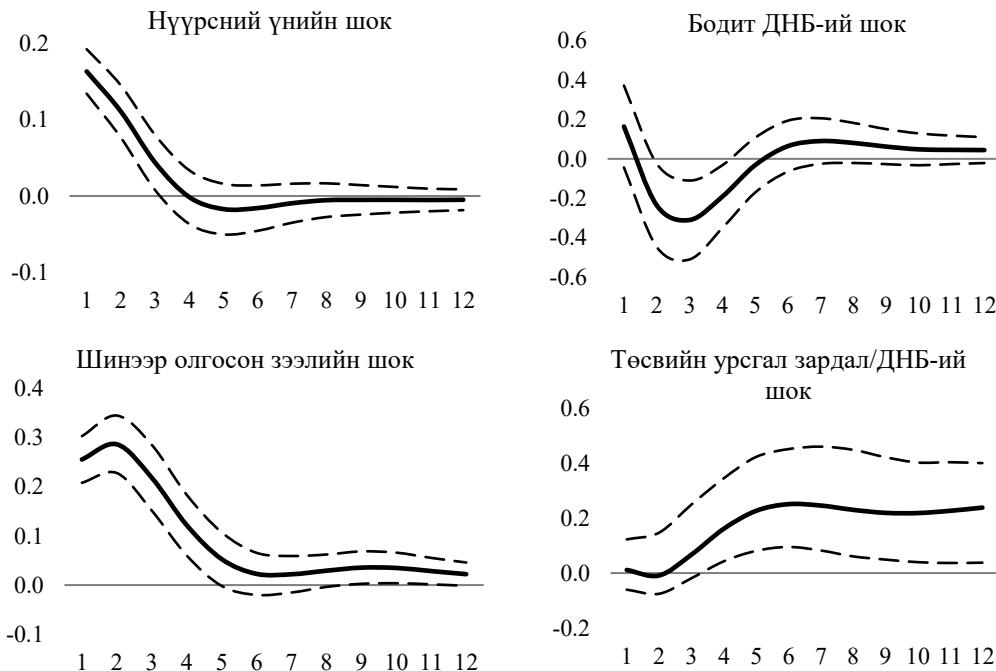 Нүүрсний үнийн шок
0.2
0.1
0.0
-0.1
1 2 3 4 5 6 7 8 9 10 11 12
Бодит ДНБ-ий шок
0.6
0.4
0.2
0.0
-0.2
-0.4
-0.6
1 2 3 4 5 6 7 8 9 10 11 12
Шинээр олгосон зээлийн шок
0.4
0.3
0.2
0.1
0.0
-0.1
1 2 3 4 5 6 7 8 9 10 11 12
Төсвийн урсгал зардал/ДНБ-ий
шок
0.6
0.4
0.2
0.0
-0.2
1 2 3 4 5 6 7 8 9 10 11 12